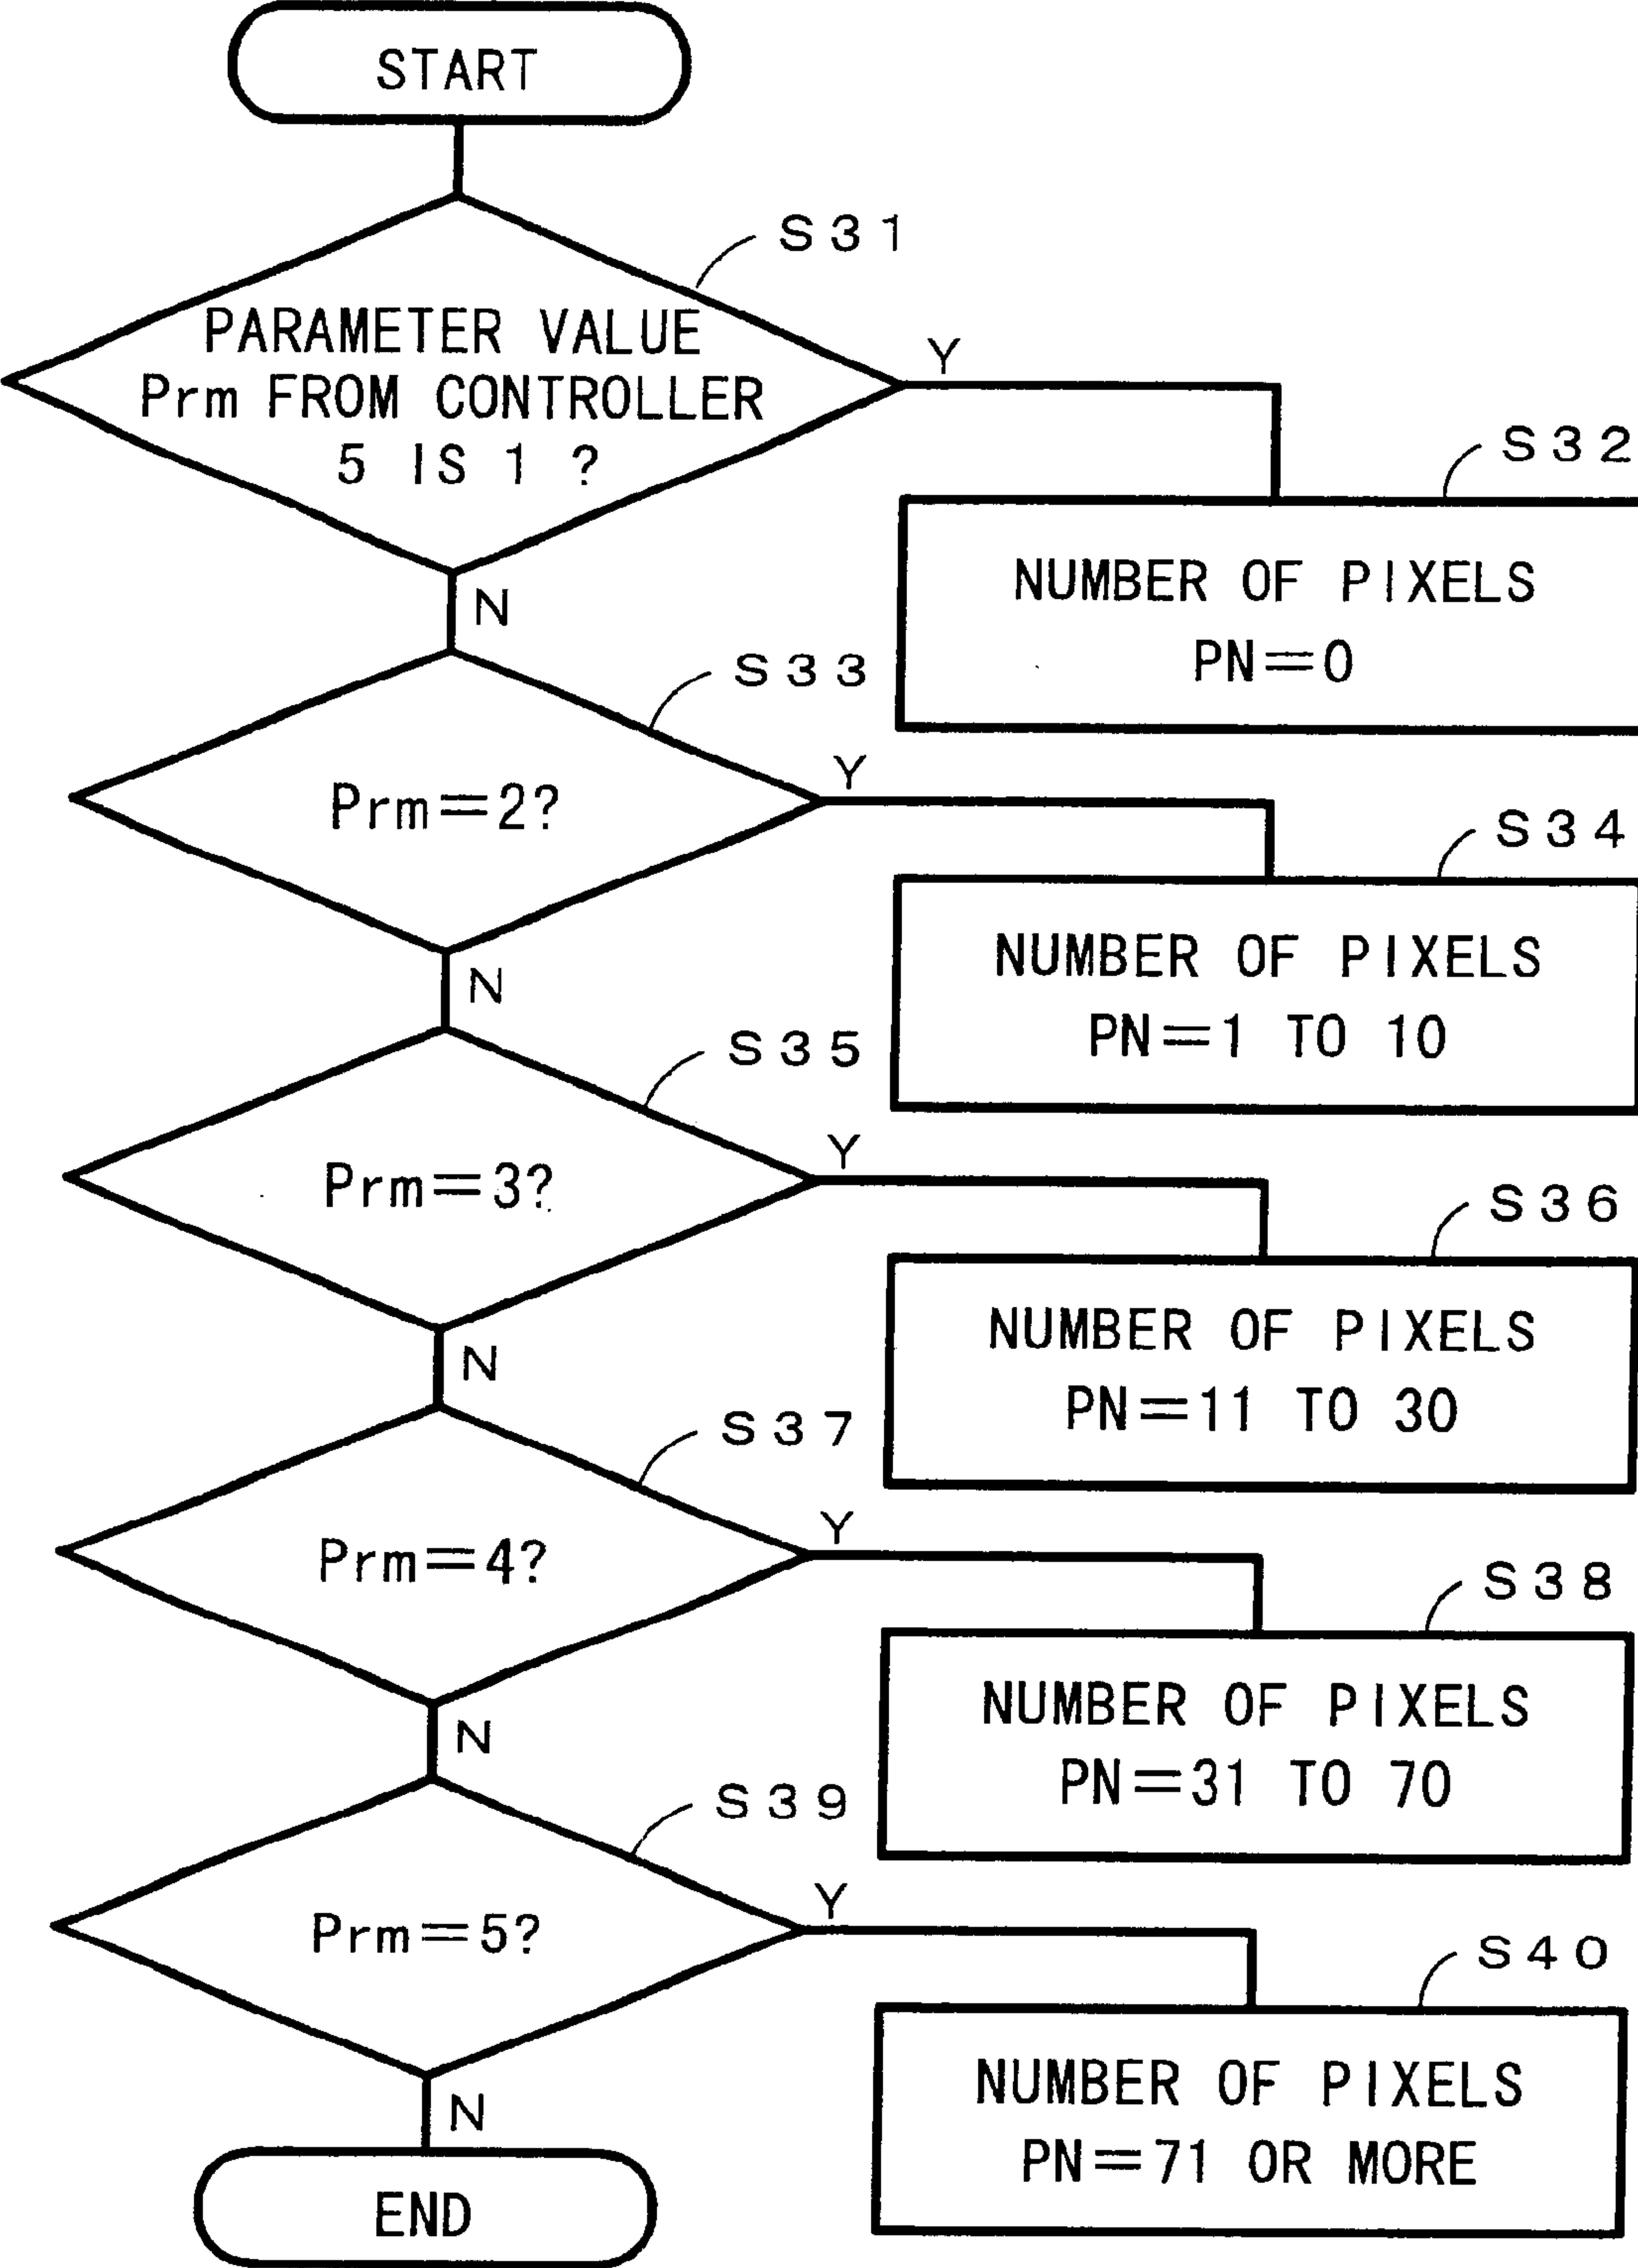 START
S31
PARAMETER VALUE
Prm FROM CONTROLLER
5 IS 1 ?
Y
S32
NUMBER OF PIXELS
PN=0
N
S33
Prm=2?
Y
S34
NUMBER OF PIXELS
PN=1 TO 10
N
S35
Prm=3?
Y
S36
NUMBER OF PIXELS
PN=11 TO 30
N
S37
Prm=4?
Y
S38
NUMBER OF PIXELS
PN=31 TO 70
N
S39
Prm=5?
Y
S40
NUMBER OF PIXELS
PN=71 OR MORE
N
END